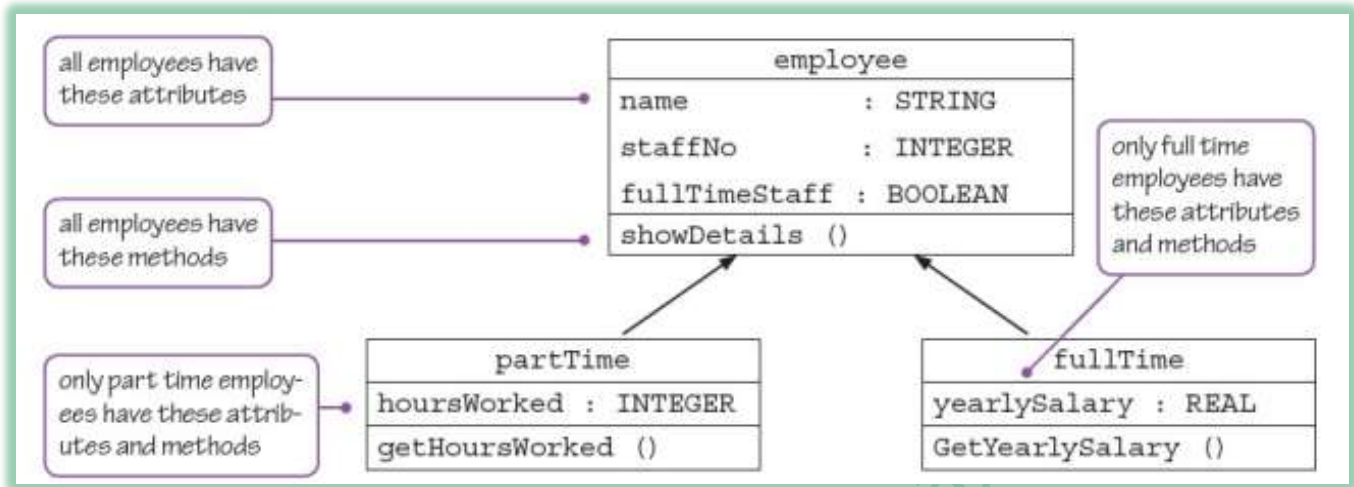 all employees have
these attributes
employee
name : STRING
staffNo : INTEGER
fullTimeStaff : BOOLEAN
showDetails ()
all employees have
these methods
only full time
employees have
these attributes
and methods
only part time employ-
ees have these attrib-
utes and methods
partTime
hoursWorked : INTEGER
getHoursWorked ()
fullTime
yearlySalary : REAL
GetYearlySalary ()